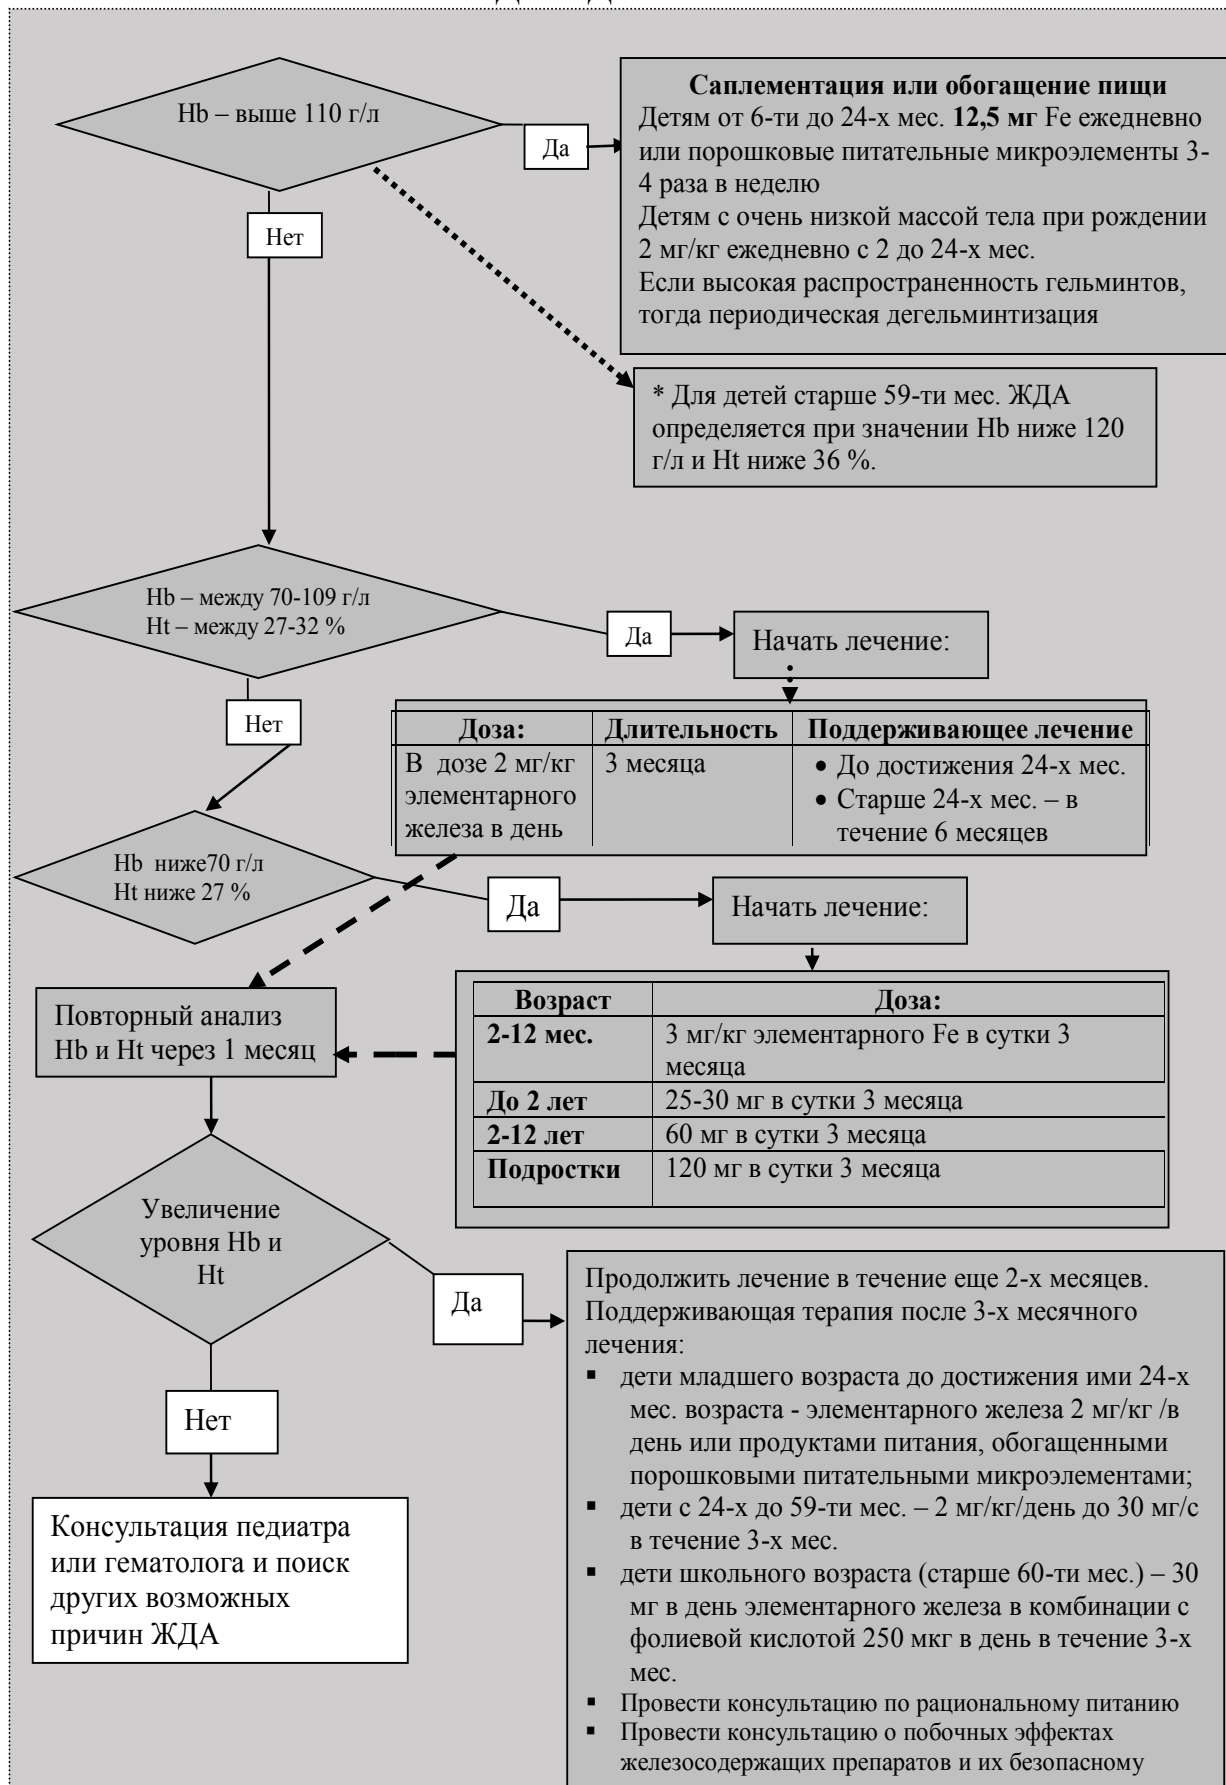 Hb – выше 110 г/л
Да
Нет
Саплементация или обогащение пищи
Детям от 6-ти до 24-х мес. 12,5 мг Fe ежедневно
или порошковые питательные микроэлементы 3-
4 раза в неделю
Детям с очень низкой массой тела при рождении
2 мг/кг ежедневно с 2 до 24-х мес.
Если высокая распространенность гельминтов,
тогда периодическая дегельминтизация
* Для детей старше 59-ти мес. ЖДА
определяется при значении Hb ниже 120
г/л и Ht ниже 36 %.
Hb – между 70-109 г/л
Ht – между 27-32 %
Да
Начать лечение:
Нет
Доза: Длительность Поддерживающее лечение
В дозе 2 мг/кг 3 месяца • До достижения 24-х мес.
элементарного • Старше 24-х мес. – в
железа в день течение 6 месяцев
Hb ниже70 г/л
Ht ниже 27 %
Да
Начать лечение:
Возраст Доза:
2-12 мес. 3 мг/кг элементарного Fe в сутки 3
месяца
До 2 лет 25-30 мг в сутки 3 месяца
2-12 лет 60 мг в сутки 3 месяца
Подростки 120 мг в сутки 3 месяца
Повторный анализ
Hb и Ht через 1 месяц
Увеличение
уровня Hb и
Ht
Да
Нет
Продолжить лечение в течение еще 2-х месяцев.
Поддерживающая терапия после 3-х месячного
лечения:
▪ дети младшего возраста до достижения ими 24-х
мес. возраста - элементарного железа 2 мг/кг /в
день или продуктами питания, обогащенными
порошковыми питательными микроэлементами;
▪ дети с 24-х до 59-ти мес. – 2 мг/кг/день до 30 мг/с
в течение 3-х мес.
▪ дети школьного возраста (старше 60-ти мес.) – 30
мг в день элементарного железа в комбинации с
фолиевой кислотой 250 мкг в день в течение 3-х
мес.
▪ Провести консультацию по рациональному питанию
▪ Провести консультацию о побочных эффектах
железосодержащих препаратов и их безопасному
Консультация педиатра
или гематолога и поиск
других возможных
причин ЖДА